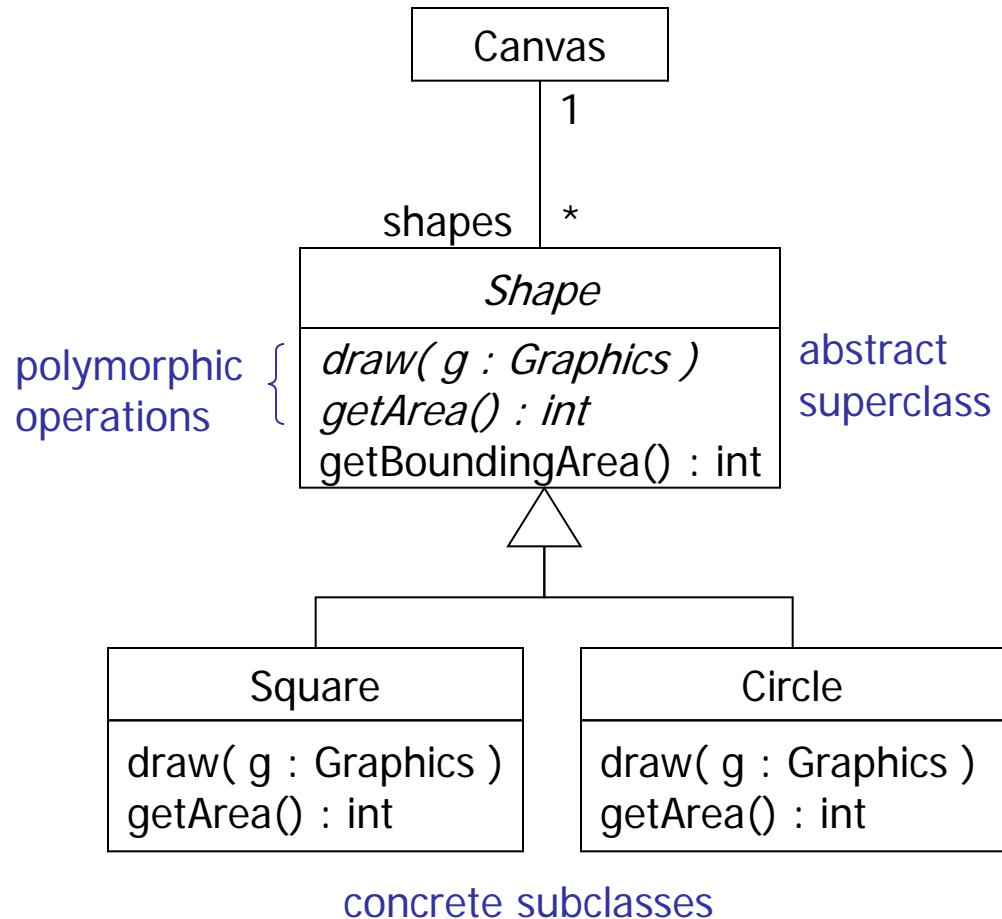 Canvas
1
shapes *
Shape
polymorphic
operations
draw( g : Graphics )
getArea() : int
getBoundingArea() : int
abstract
superclass
Square
draw( g : Graphics )
getArea() : int
Circle
draw( g : Graphics )
getArea() : int
concrete subclasses